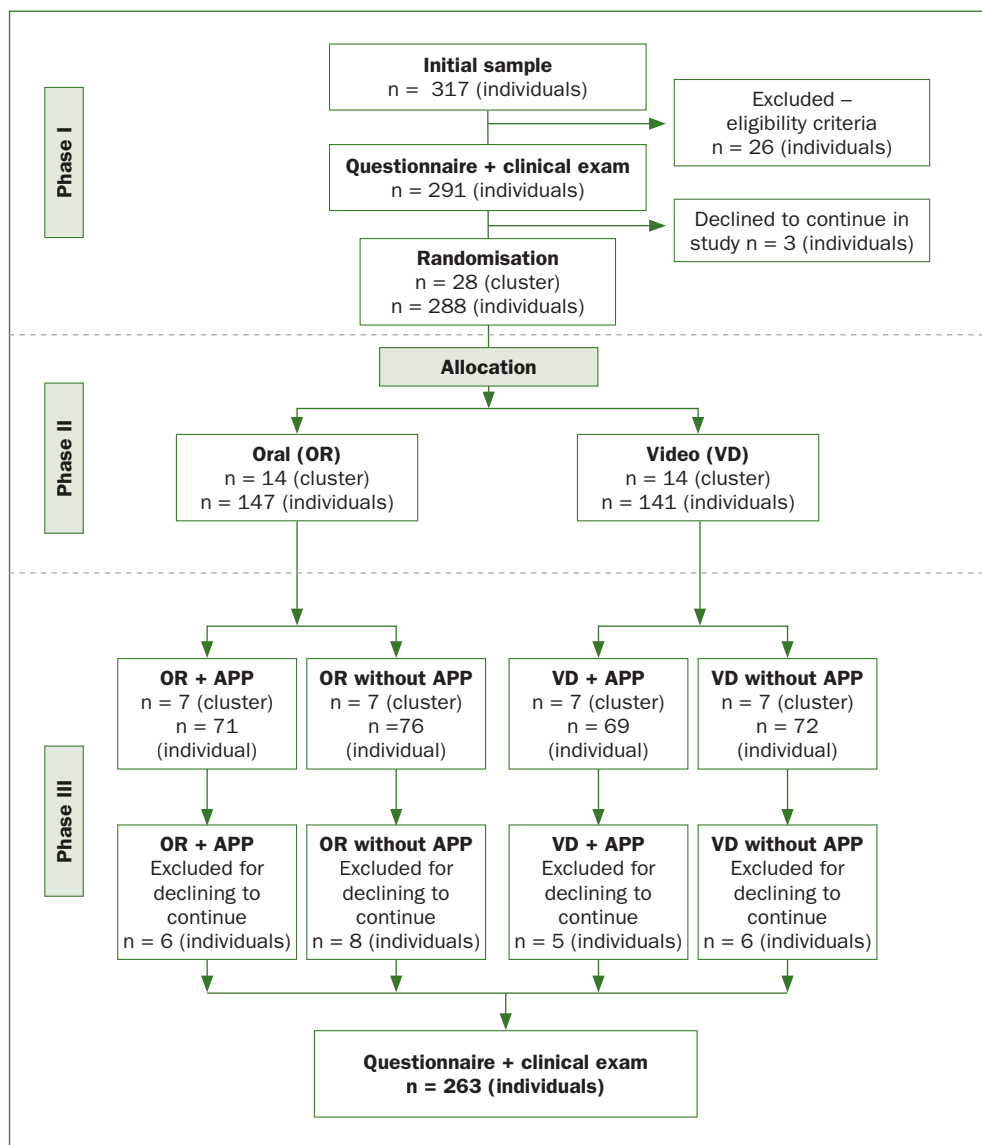 Phase I
Initial sample
n =  317 (individuals)
Excluded –
eligibility criteria
n = 26 (individuals)
Questionnaire + clinical exam
n = 291 (individuals)
Declined to continue in
study n = 3 (individuals)
Randomisation
n = 28 (cluster)
n = 288 (individuals)
Phase II
Allocation
Oral (OR)
n = 14 (cluster)
n = 147 (individuals)
Video (VD)
n = 14 (cluster)
n = 141 (individuals)
Phase III
OR + APP
n = 7 (cluster)
n = 71
(individual)
OR without APP
n = 7 (cluster)
n =76
(individual)
VD + APP
n = 7 (cluster)
n = 69
(individual)
VD without APP
n = 7 (cluster)
n = 72
(individual)
OR + APP
Excluded for
declining to
continue
n = 6 (individuals)
OR without APP
Excluded for
declining to
continue
n = 8 (individuals)
VD + APP
Excluded for
declining to
continue
n = 5 (individuals)
VD without APP
Excluded for
declining to
continue
n = 6 (individuals)
Questionnaire + clinical exam
n = 263 (individuals)